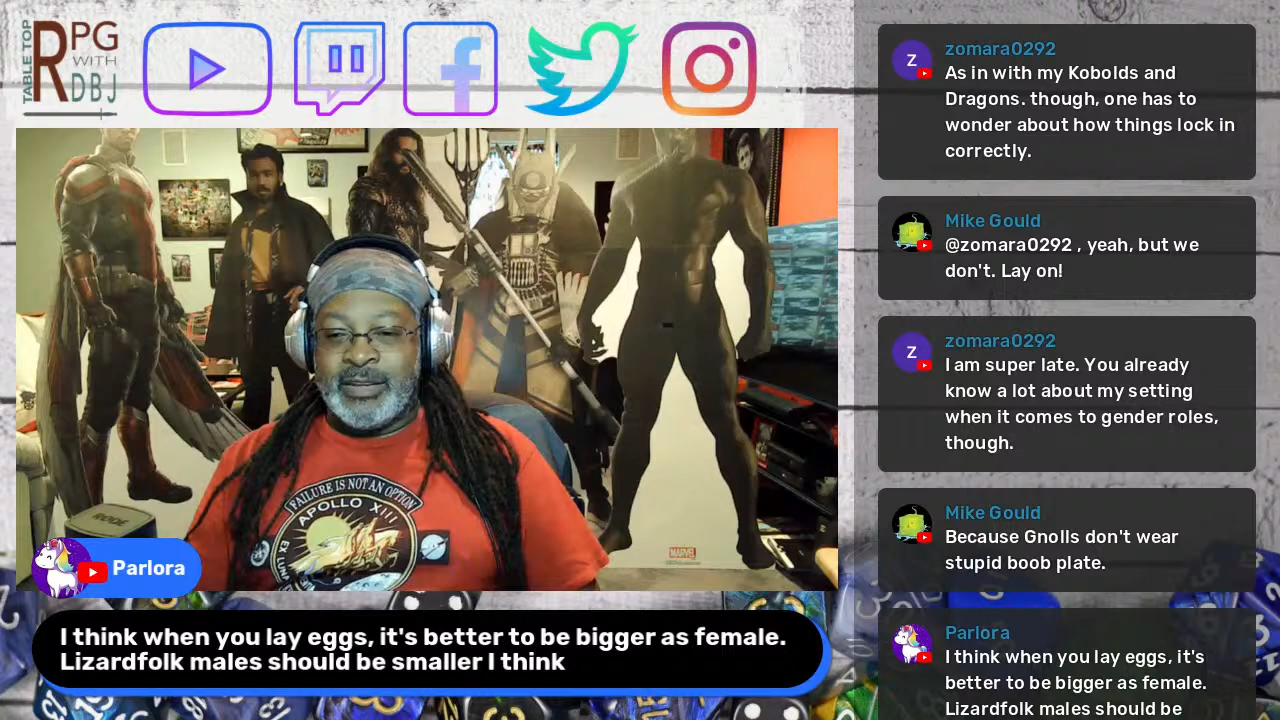 TABLE TOP
RPG
WITH
RDBJ
zomara0292
As in with my Kobolds and
Dragons. though, one has to
wonder about how things lock in
correctly.
Mike Gould
@zomara0292 , yeah, but we
don't. Lay on!
zomara0292
I am super late. You already
know a lot about my setting
when it comes to gender roles,
though.
Mike Gould
Because Gnolls don't wear
stupid boob plate.
Parlora
I think when you lay eggs, it's
better to be bigger as female.
Lizardfolk males should be
FAILURE IS NOT AN OPTION
APOLLO XIII
RODE
MARVEL
Parlora
I think when you lay eggs, it's better to be bigger as female.
Lizardfolk males should be smaller I think